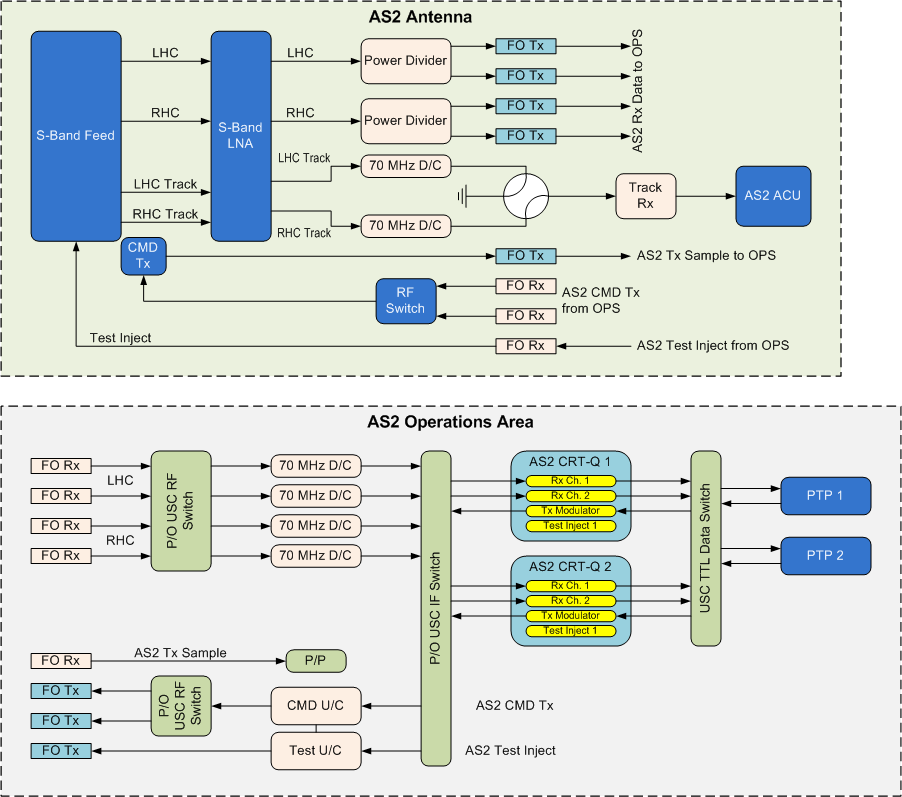 AS2 Antenna
S-Band Feed
LHC
RHC
LHC Track
RHC Track
S-Band
LNA
LHC
RHC
LHC Track
RHC Track
Power Divider
Power Divider
70 MHz D/C
70 MHz D/C
FO Tx
FO Tx
FO Tx
FO Tx
AS2 Rx Data to OPS
Track
Rx
AS2 ACU
CMD
Tx
FO Tx
AS2 Tx Sample to OPS
RF
Switch
FO Rx
FO Rx
AS2 CMD Tx
from OPS
Test Inject
FO Rx
AS2 Test Inject from OPS
AS2 Operations Area
FO Rx
LHC
FO Rx
FO Rx
RHC
FO Rx
P/O USC RF
Switch
70 MHz D/C
70 MHz D/C
70 MHz D/C
70 MHz D/C
P/O USC IF Switch
AS2 CRT-Q 1
Rx Ch. 1
Rx Ch. 2
Tx Modulator
Test Inject 1
AS2 CRT-Q 2
Rx Ch. 1
Rx Ch. 2
Tx Modulator
Test Inject 1
USC TTL Data Switch
PTP 1
PTP 2
FO Rx
AS2 Tx Sample
P/P
FO Tx
FO Tx
FO Tx
P/O
USC RF
Switch
CMD U/C
Test U/C
AS2 CMD Tx
AS2 Test Inject